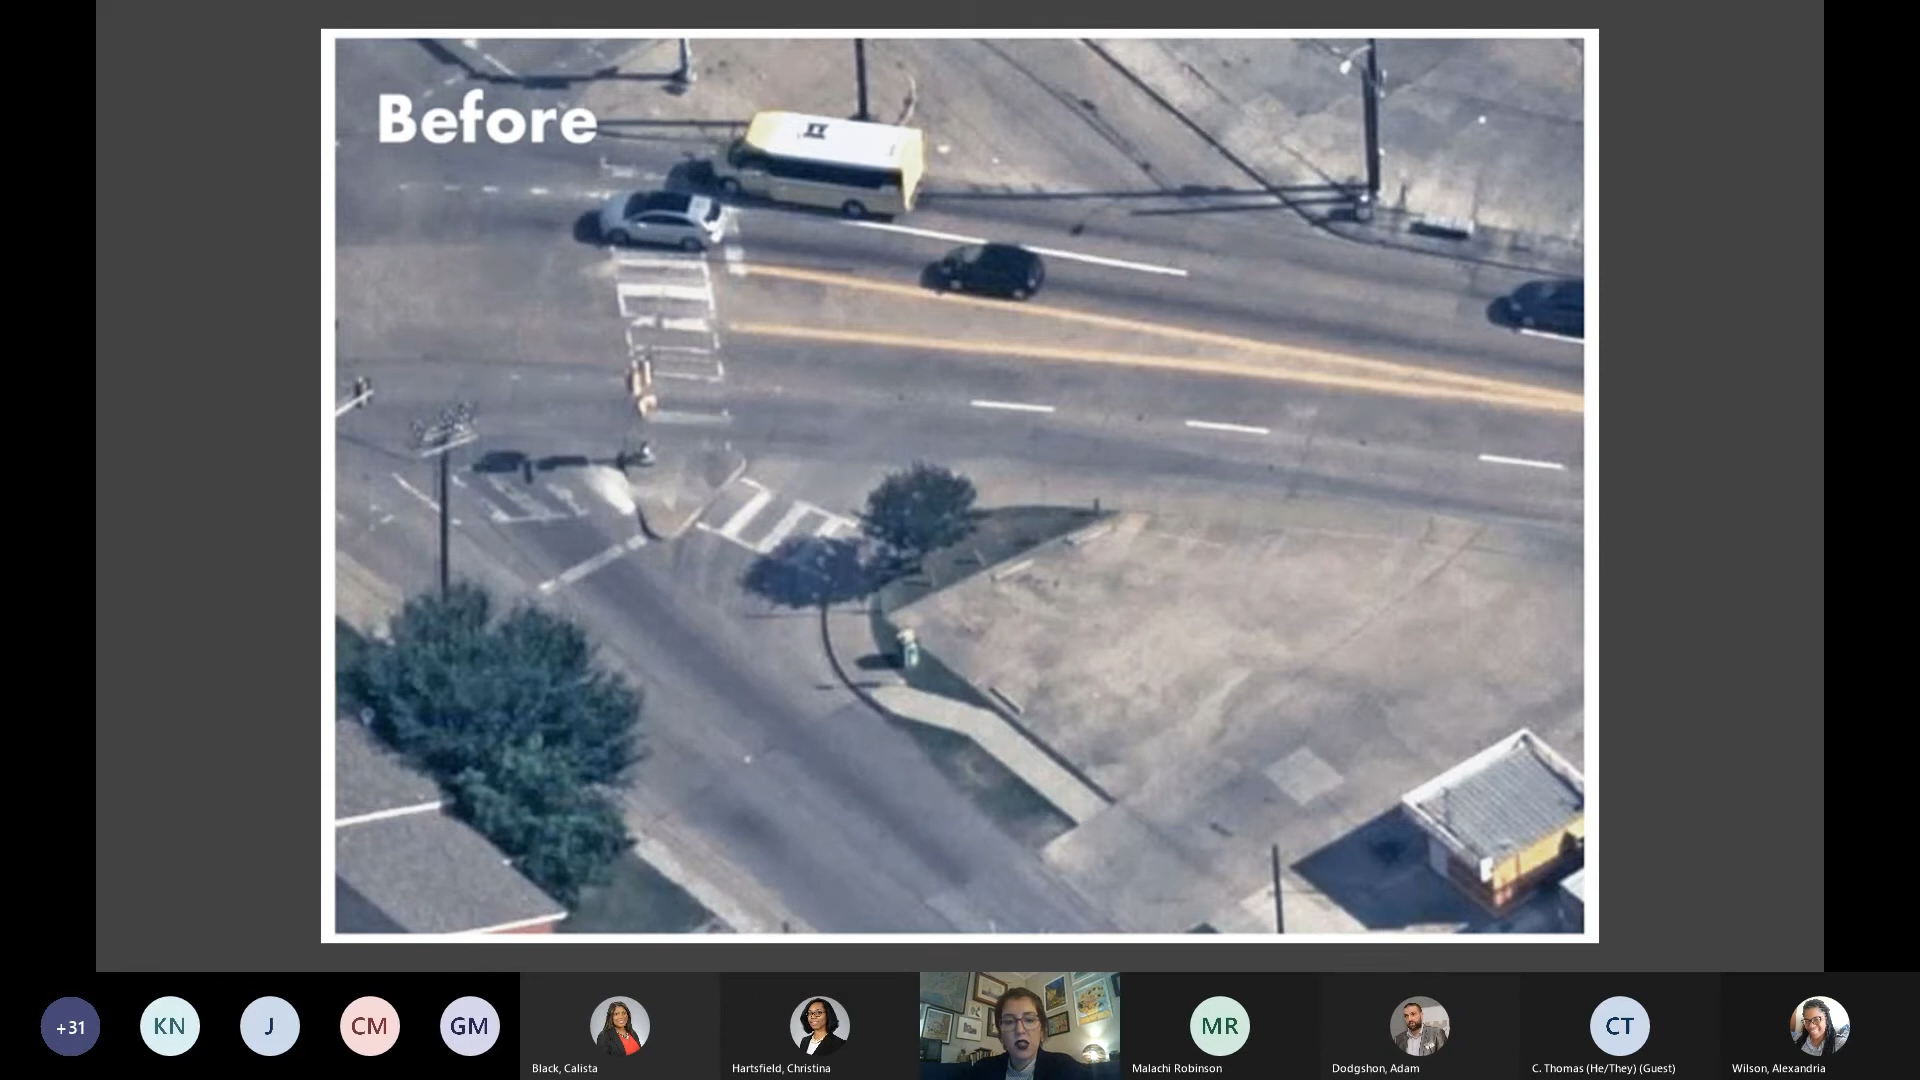 Before
+31
KN
J
CM
GM
MR
CT
Black, Calista
Hartsfield, Christina
Malachi Robinson
Dodgshon, Adam
C. Thomas (He/They) (Guest)
Wilson, Alexandria